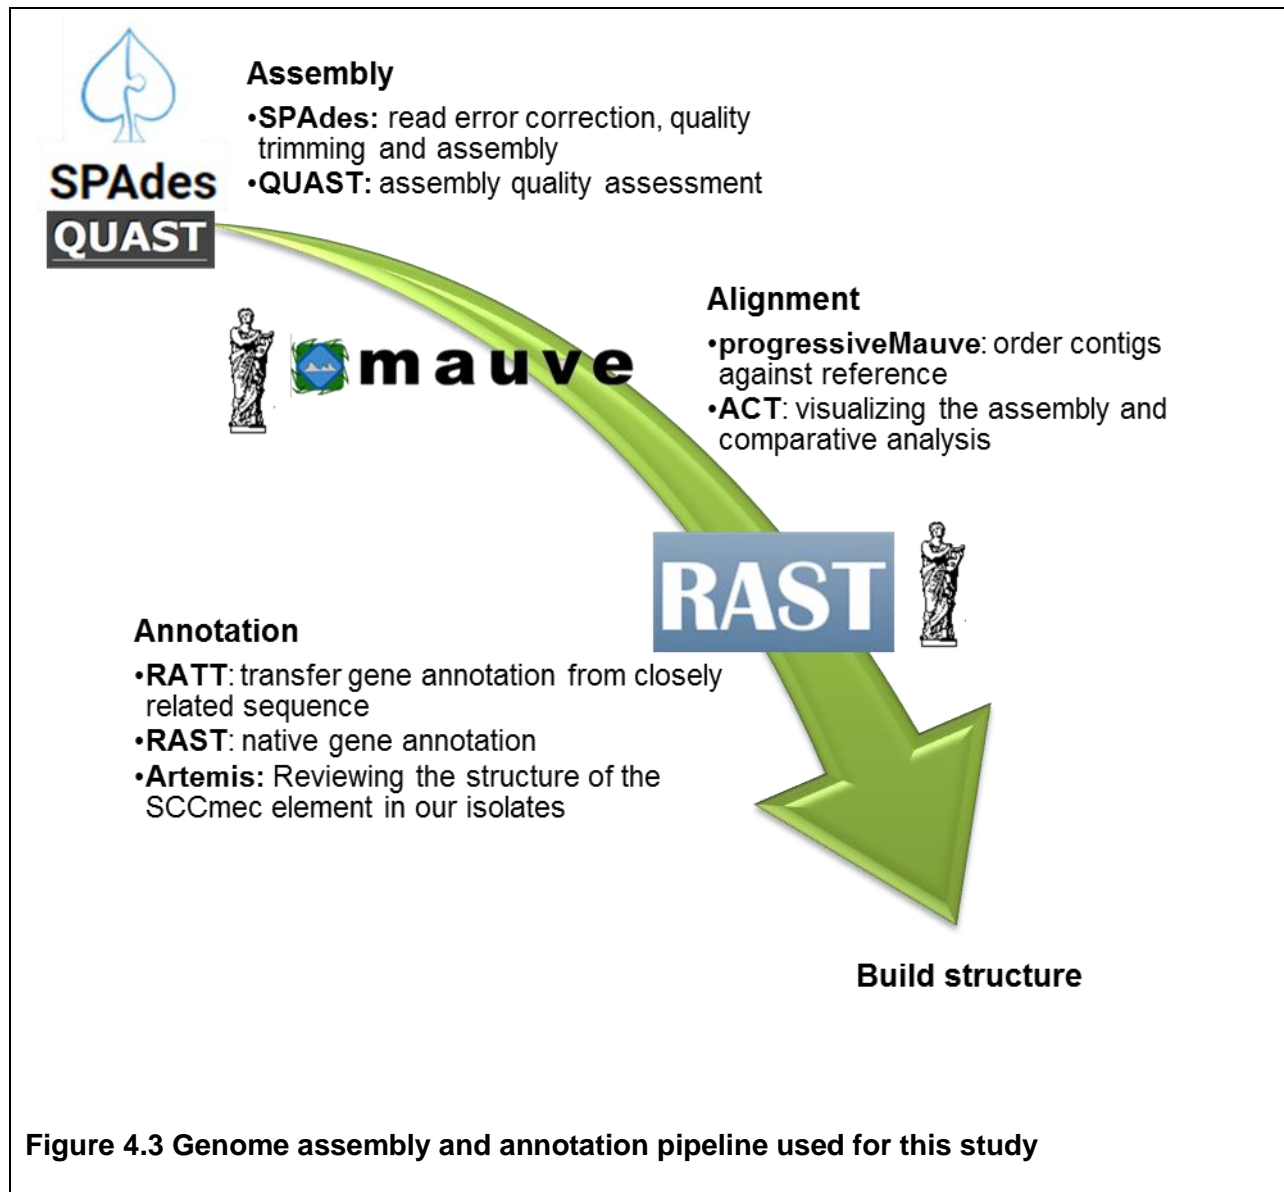 Assembly
•SPAdes: read error correction, quality
trimming and assembly
•QUAST: assembly quality assessment
SPAdes
QUAST
mauve
Alignment
•progressiveMauve: order contigs
against reference
•ACT: visualizing the assembly and
comparative analysis
RAST
Annotation
•RATT: transfer gene annotation from closely
related sequence
•RAST: native gene annotation
•Artemis: Reviewing the structure of the
SCCmec element in our isolates
Build structure
Figure 4.3 Genome assembly and annotation pipeline used for this study